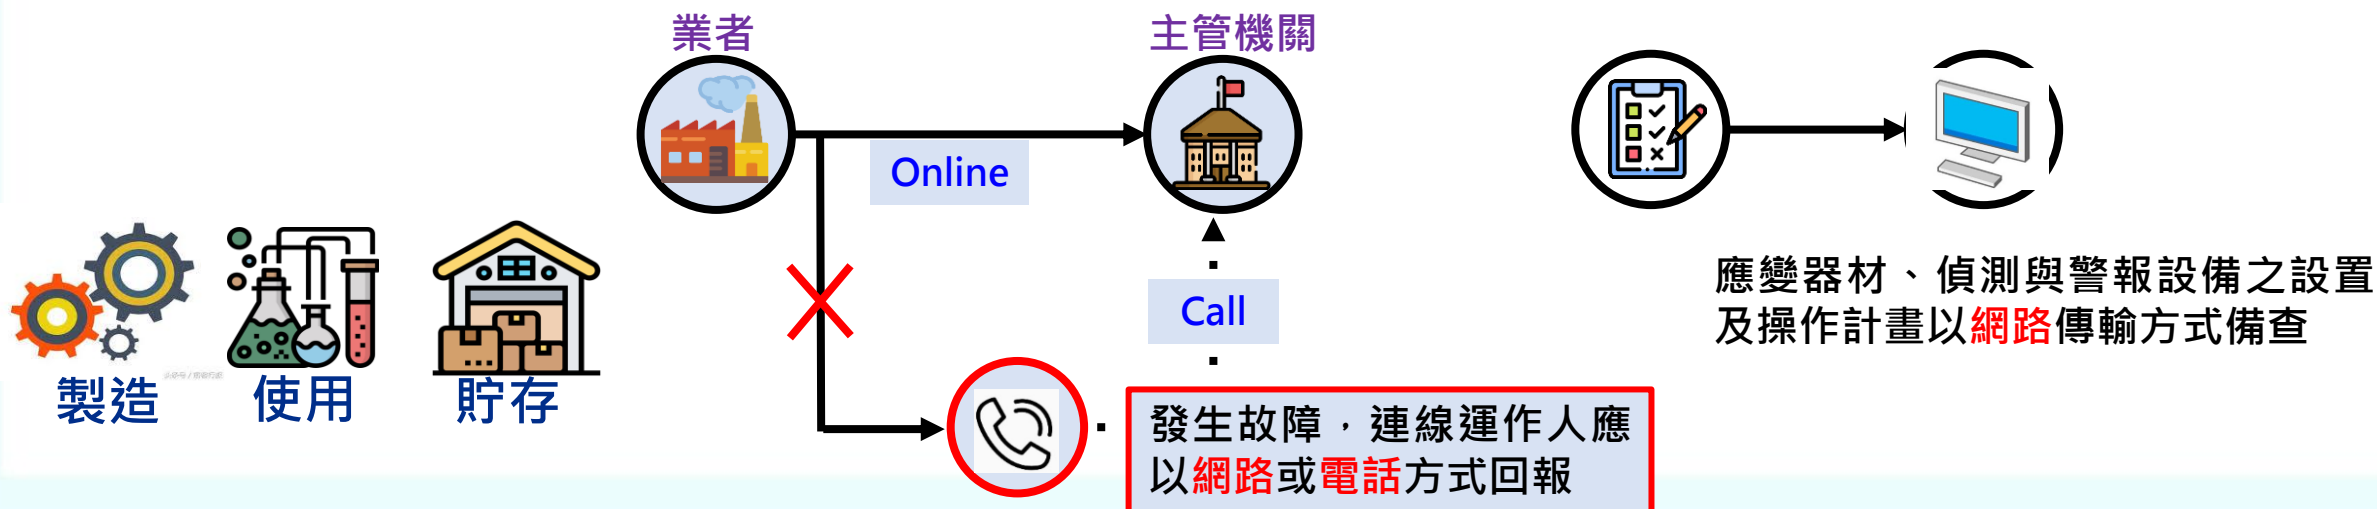 業者
主管機關
Online
Call
製造
使用
貯存
發生故障，連線運作人應
以網路或電話方式回報
應變器材、偵測與警報設備之設置
及操作計畫以網路傳輸方式備查